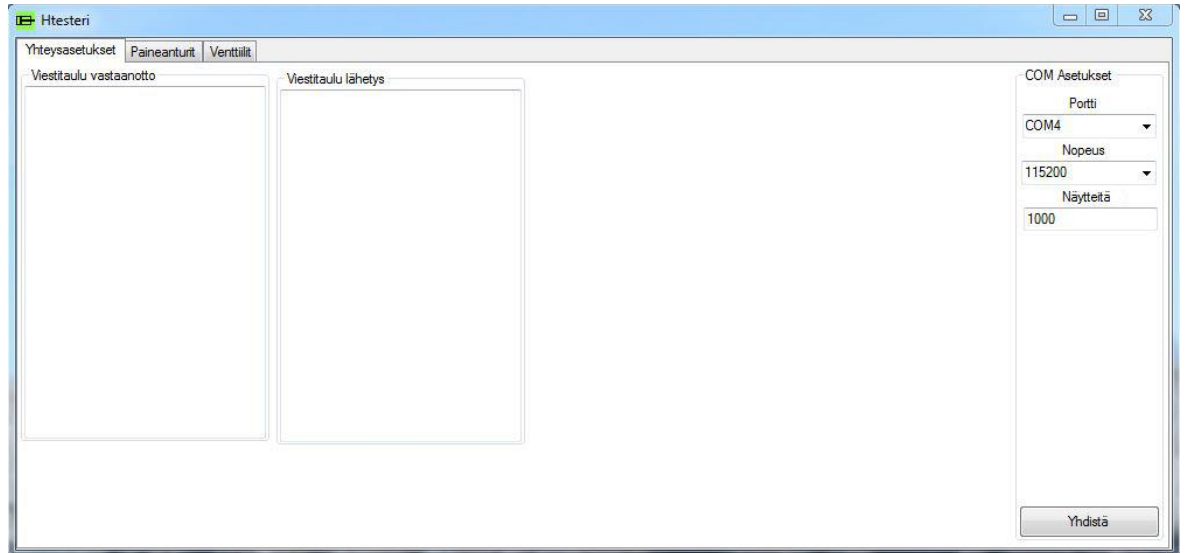 Htesteri
Yhteysasetukset Paineanturit Venttiilit
Viestitaulu vastaanotto
Viestitaulu lähetys
COM Asetukset
Portti
COM4
Nopeus
115200
Näytteitä
1000
Yhdistä